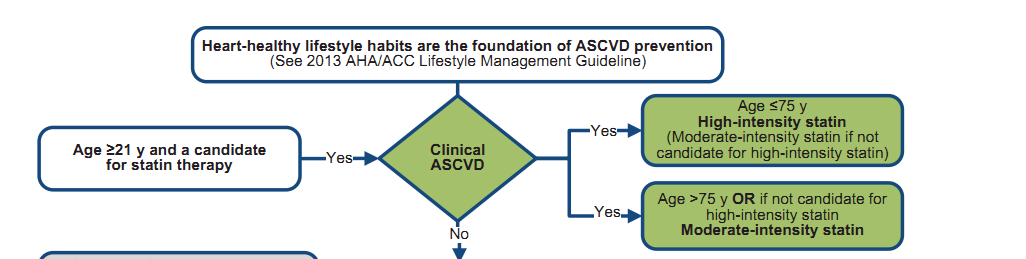 Heart-healthy lifestyle habits are the foundation of ASCVD prevention
(See 2013 AHA/ACC Lifestyle Management Guideline)
Age ≥21 y and a candidate
for statin therapy
Yes
Clinical
ASCVD
Yes
Age ≤75 y
High-intensity statin
(Moderate-intensity statin if not
candidate for high-intensity statin)
Yes
Age >75 y OR if not candidate for
high-intensity statin
Moderate-intensity statin
No